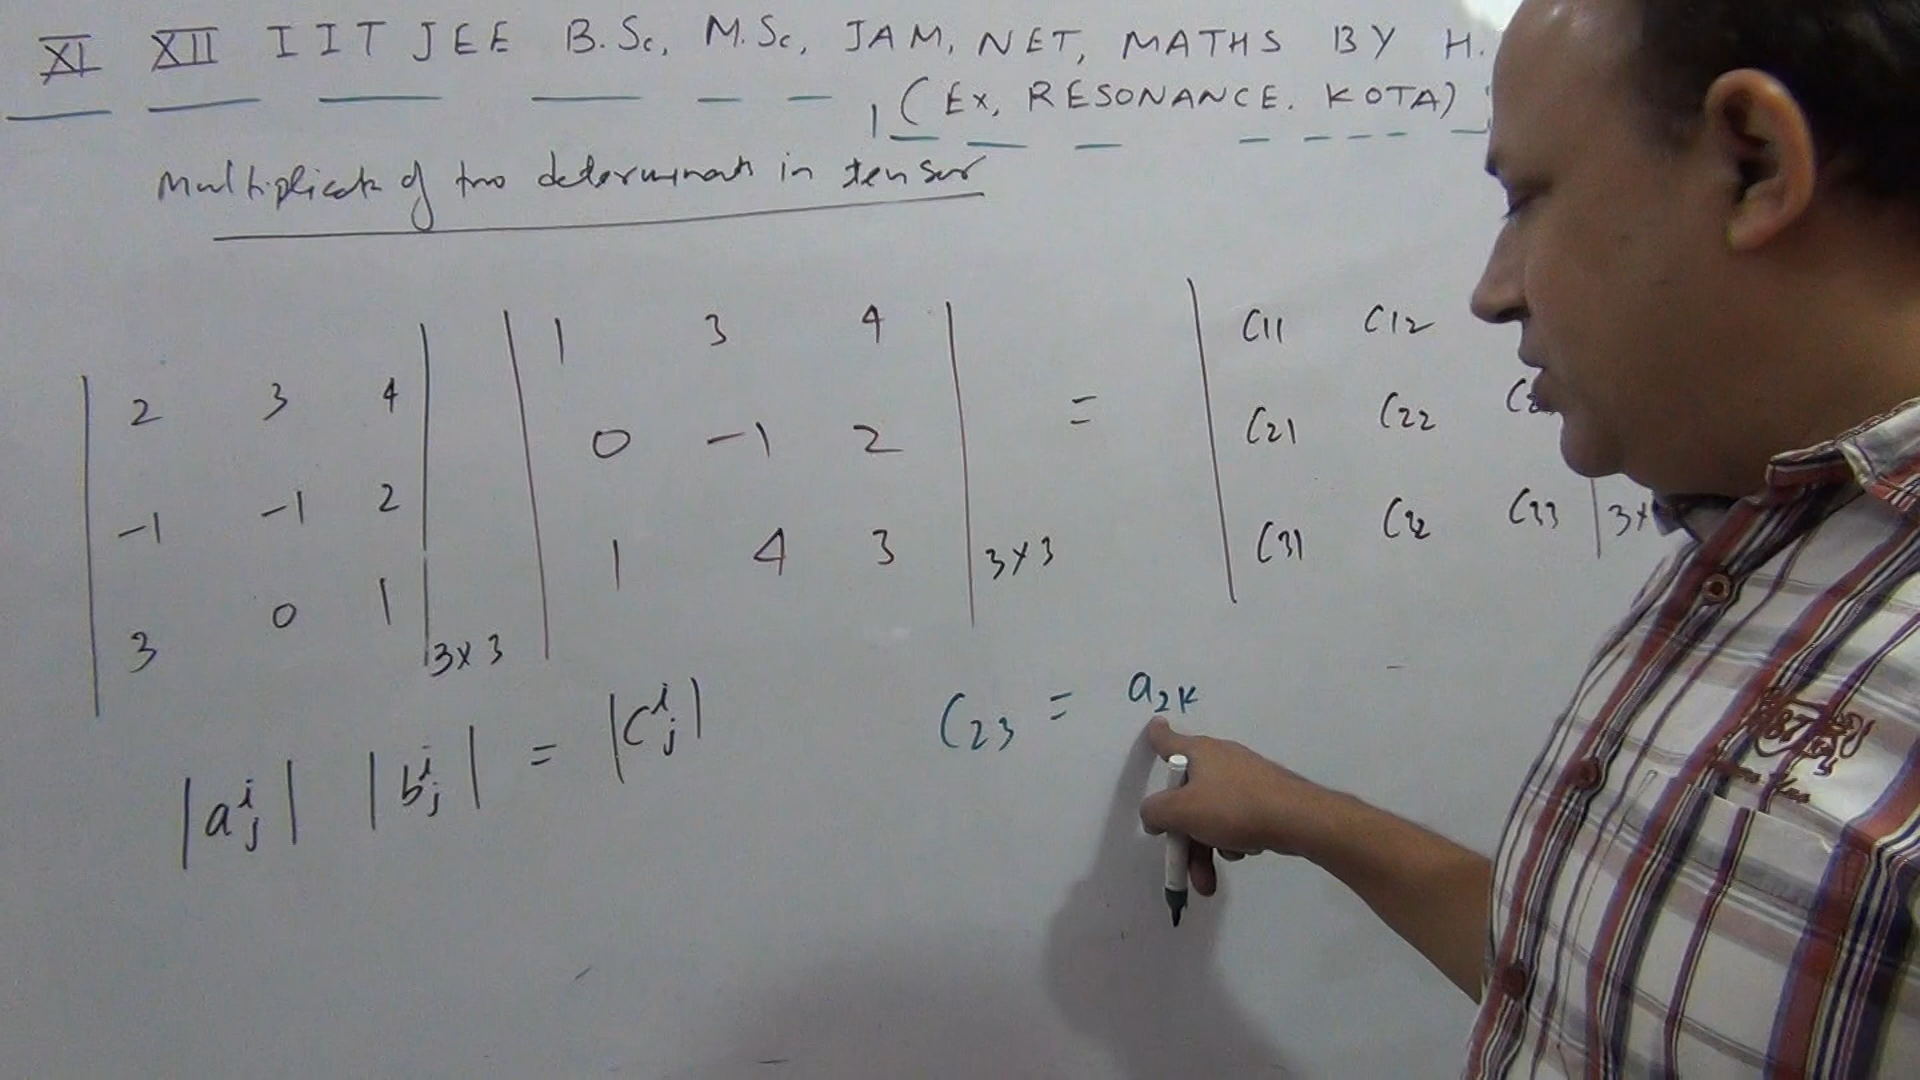 XI XII IIT JEE B.Sc, M.Sc, JAM, NET, MATHS BY H.
(Ex, RESONANCE. KOTA)
of two determinants in tensor
2 3 4
-1 -1 2
3 0 1
3x3
1 3 4
0 -1 2
1 4 3
3x3
=
C11 C12
C21 C22
C31 C32 C33
|a^i_j| |b^i_j| = |C^i_j|
C23 = a2k